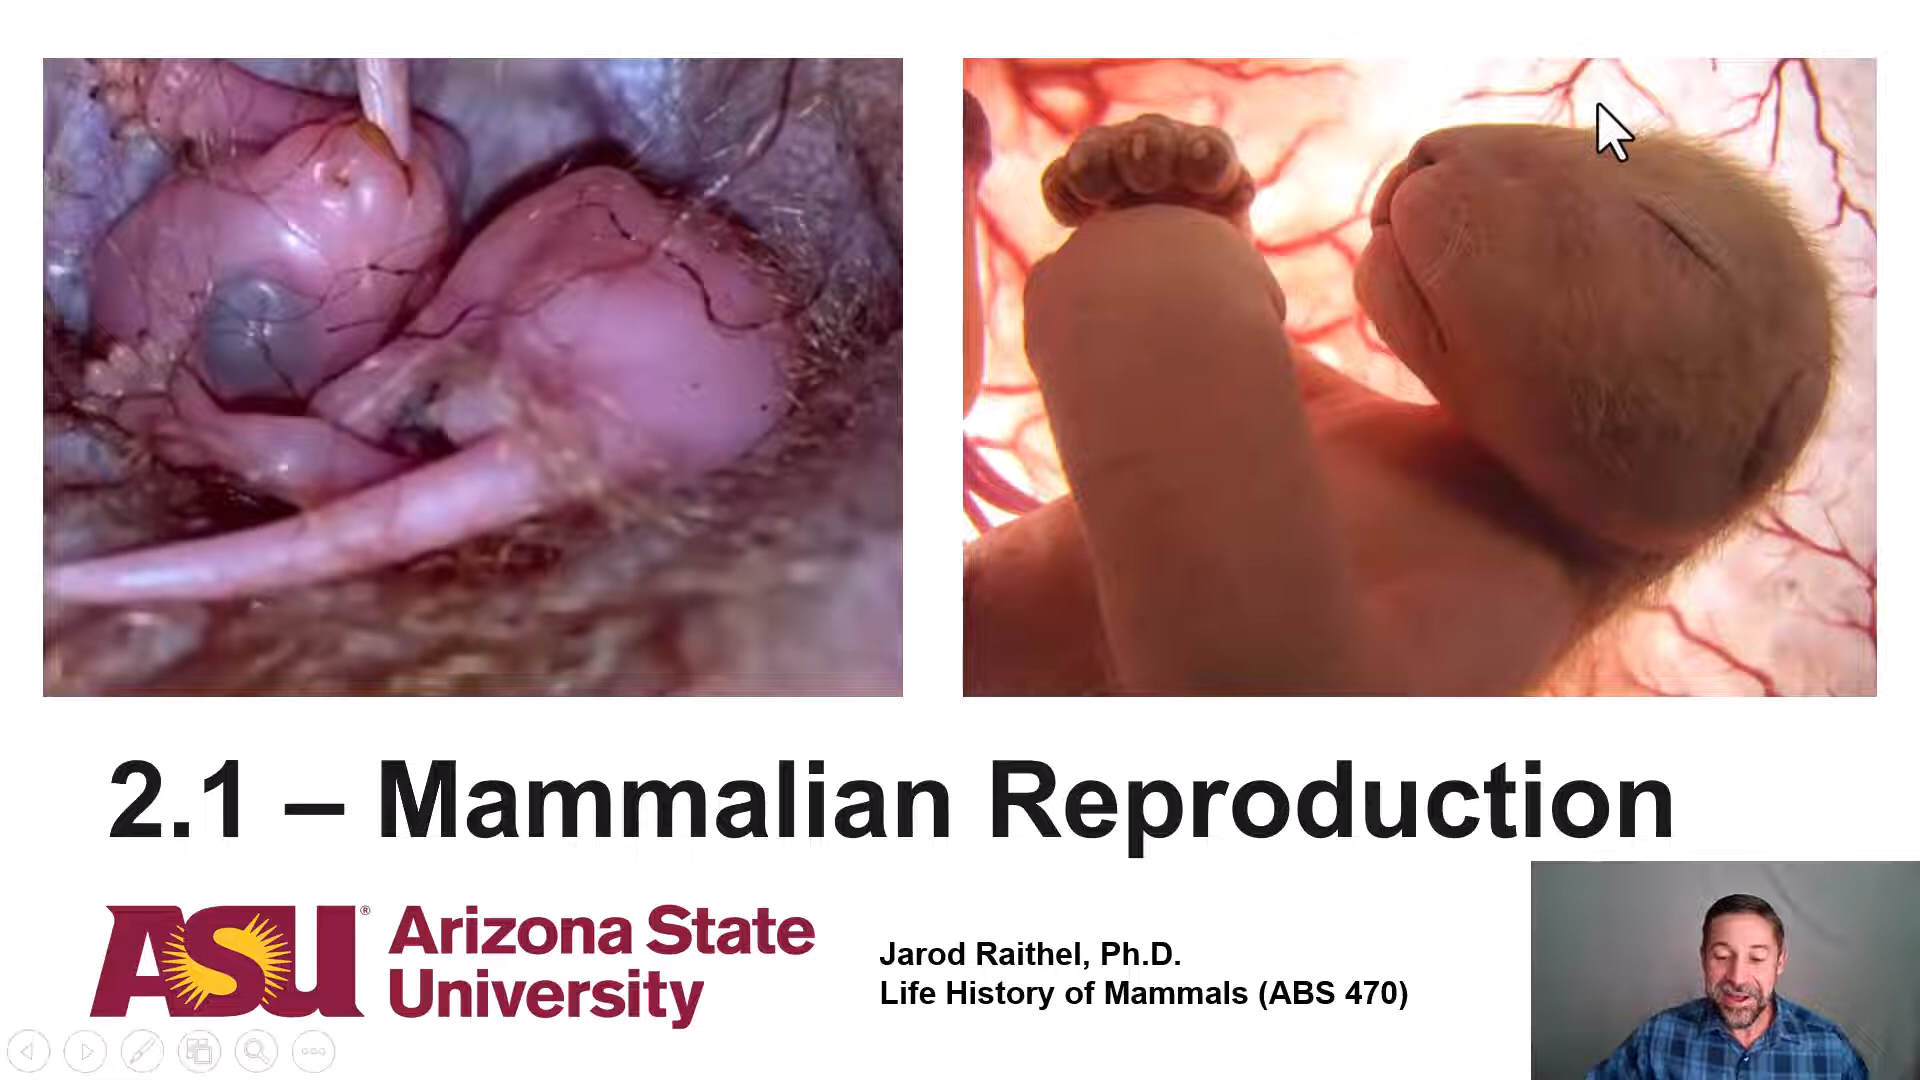 2.1 – Mammalian Reproduction
ASU®
Arizona State
University
Jarod Raithel, Ph.D.
Life History of Mammals (ABS 470)